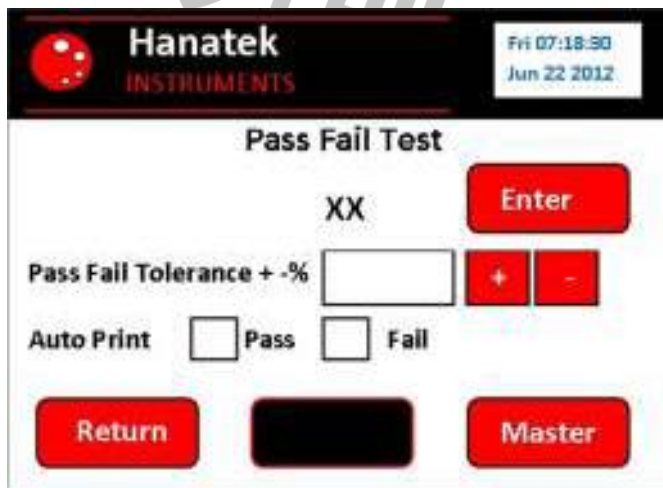 Hanatek
INSTRUMENTS
Fri 07:18:30
Jun 22 2012
Pass Fail Test
XX
Enter
Pass Fail Tolerance + -%
+ -
Auto Print Pass Fail
Return
Master